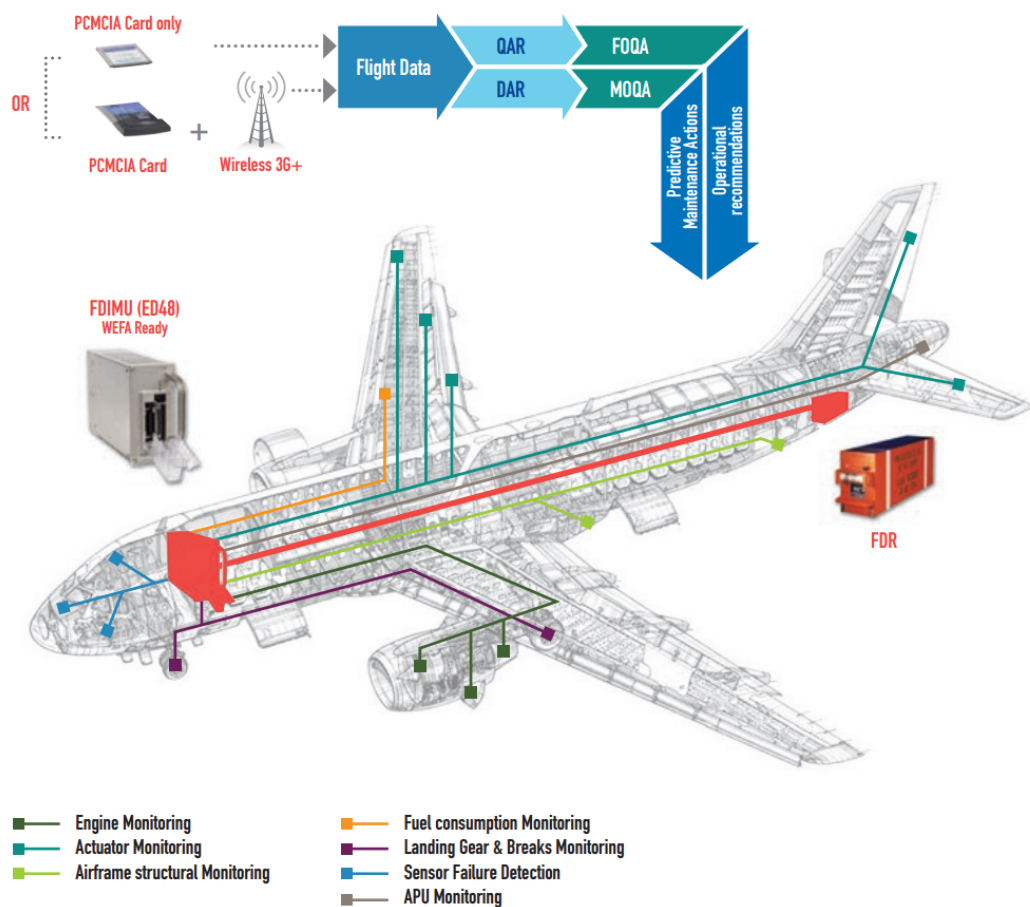 PCMCIA Card only
OR
PCMCIA Card
+
Wireless 3G+
Flight Data
QAR
FOQA
DAR
MOQA
Predictive
Maintenance Actions
Operational
recommendations
FDIMU (ED48)
WEFA Ready
FDR
Engine Monitoring
Actuator Monitoring
Airframe structural Monitoring
Fuel consumption Monitoring
Landing Gear & Breaks Monitoring
Sensor Failure Detection
APU Monitoring